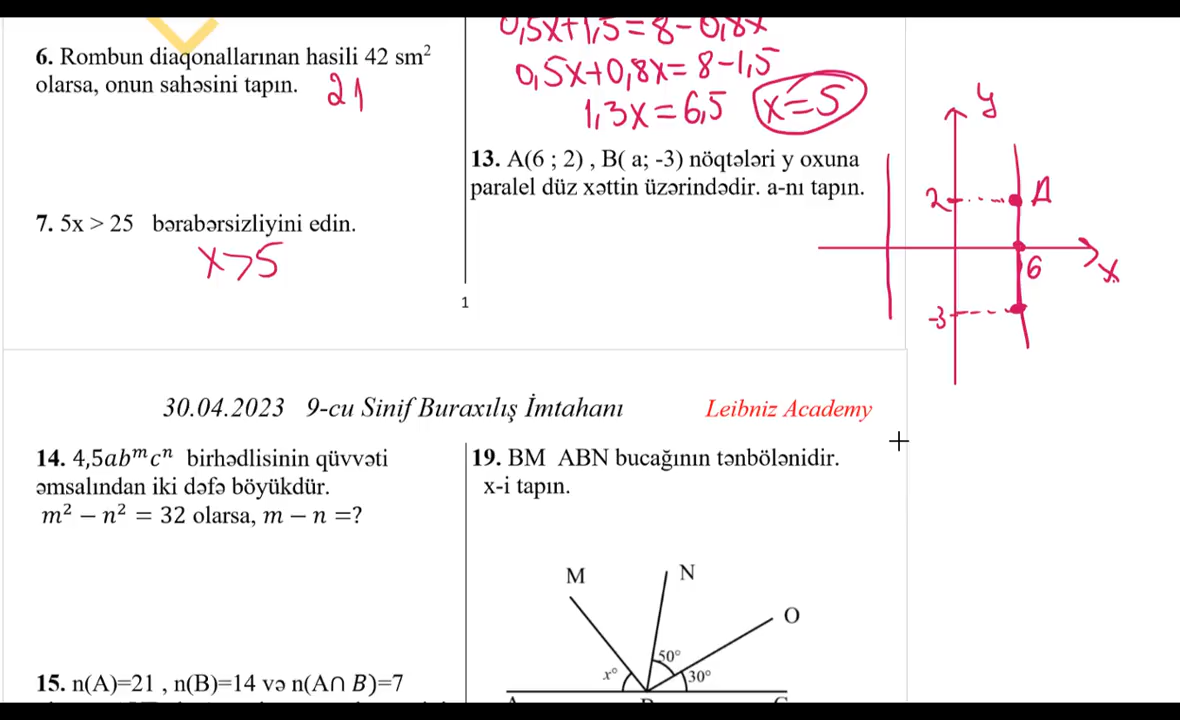 6. Rombun diaqonallarınan hasili 42 sm²
olarsa, onun sahəsini tapın. 21
7. 5x > 25 bərabərsizliyini edin.
x>5
0,5x+1,5=8-0,8x
0,5x+0,8x=8-1,5
1,3x=6,5 x=5
13. A(6 ; 2) , B( a; -3) nöqtələri y oxuna
paralel düz xəttin üzərindədir. a-nı tapın.
y
2 A
6
x
-3
1
30.04.2023 9-cu Sinif Buraxılış İmtahanı Leibniz Academy
14. 4,5abᵐcⁿ birhədlisinin qüvvəti
əmsalından iki dəfə böyükdür.
m² − n² = 32 olarsa, m − n =?
15. n(A)=21 , n(B)=14 və n(A∩ B)=7
19. BM ABN bucağının tənbölənidir.
x-i tapın.
M N
O
50°
x° 30°